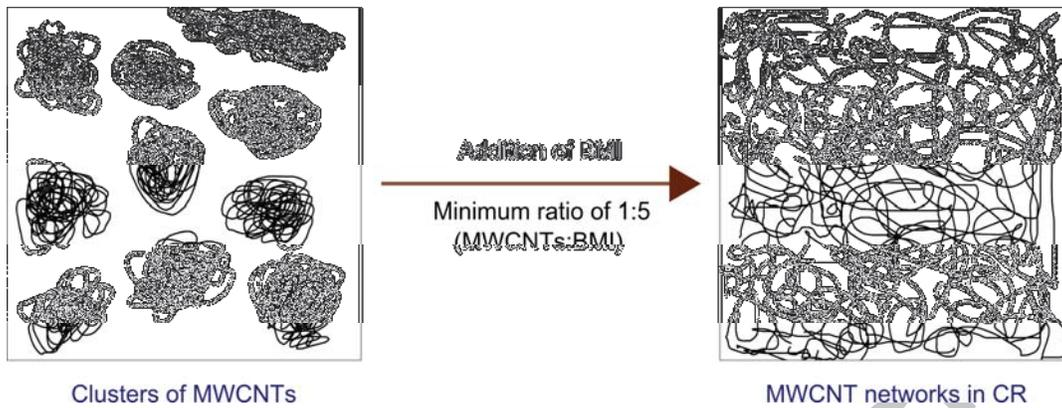 Addition of BMI
Minimum ratio of 1:5
(MWCNTs:BMI)
Clusters of MWCNTs
MWCNT networks in CR